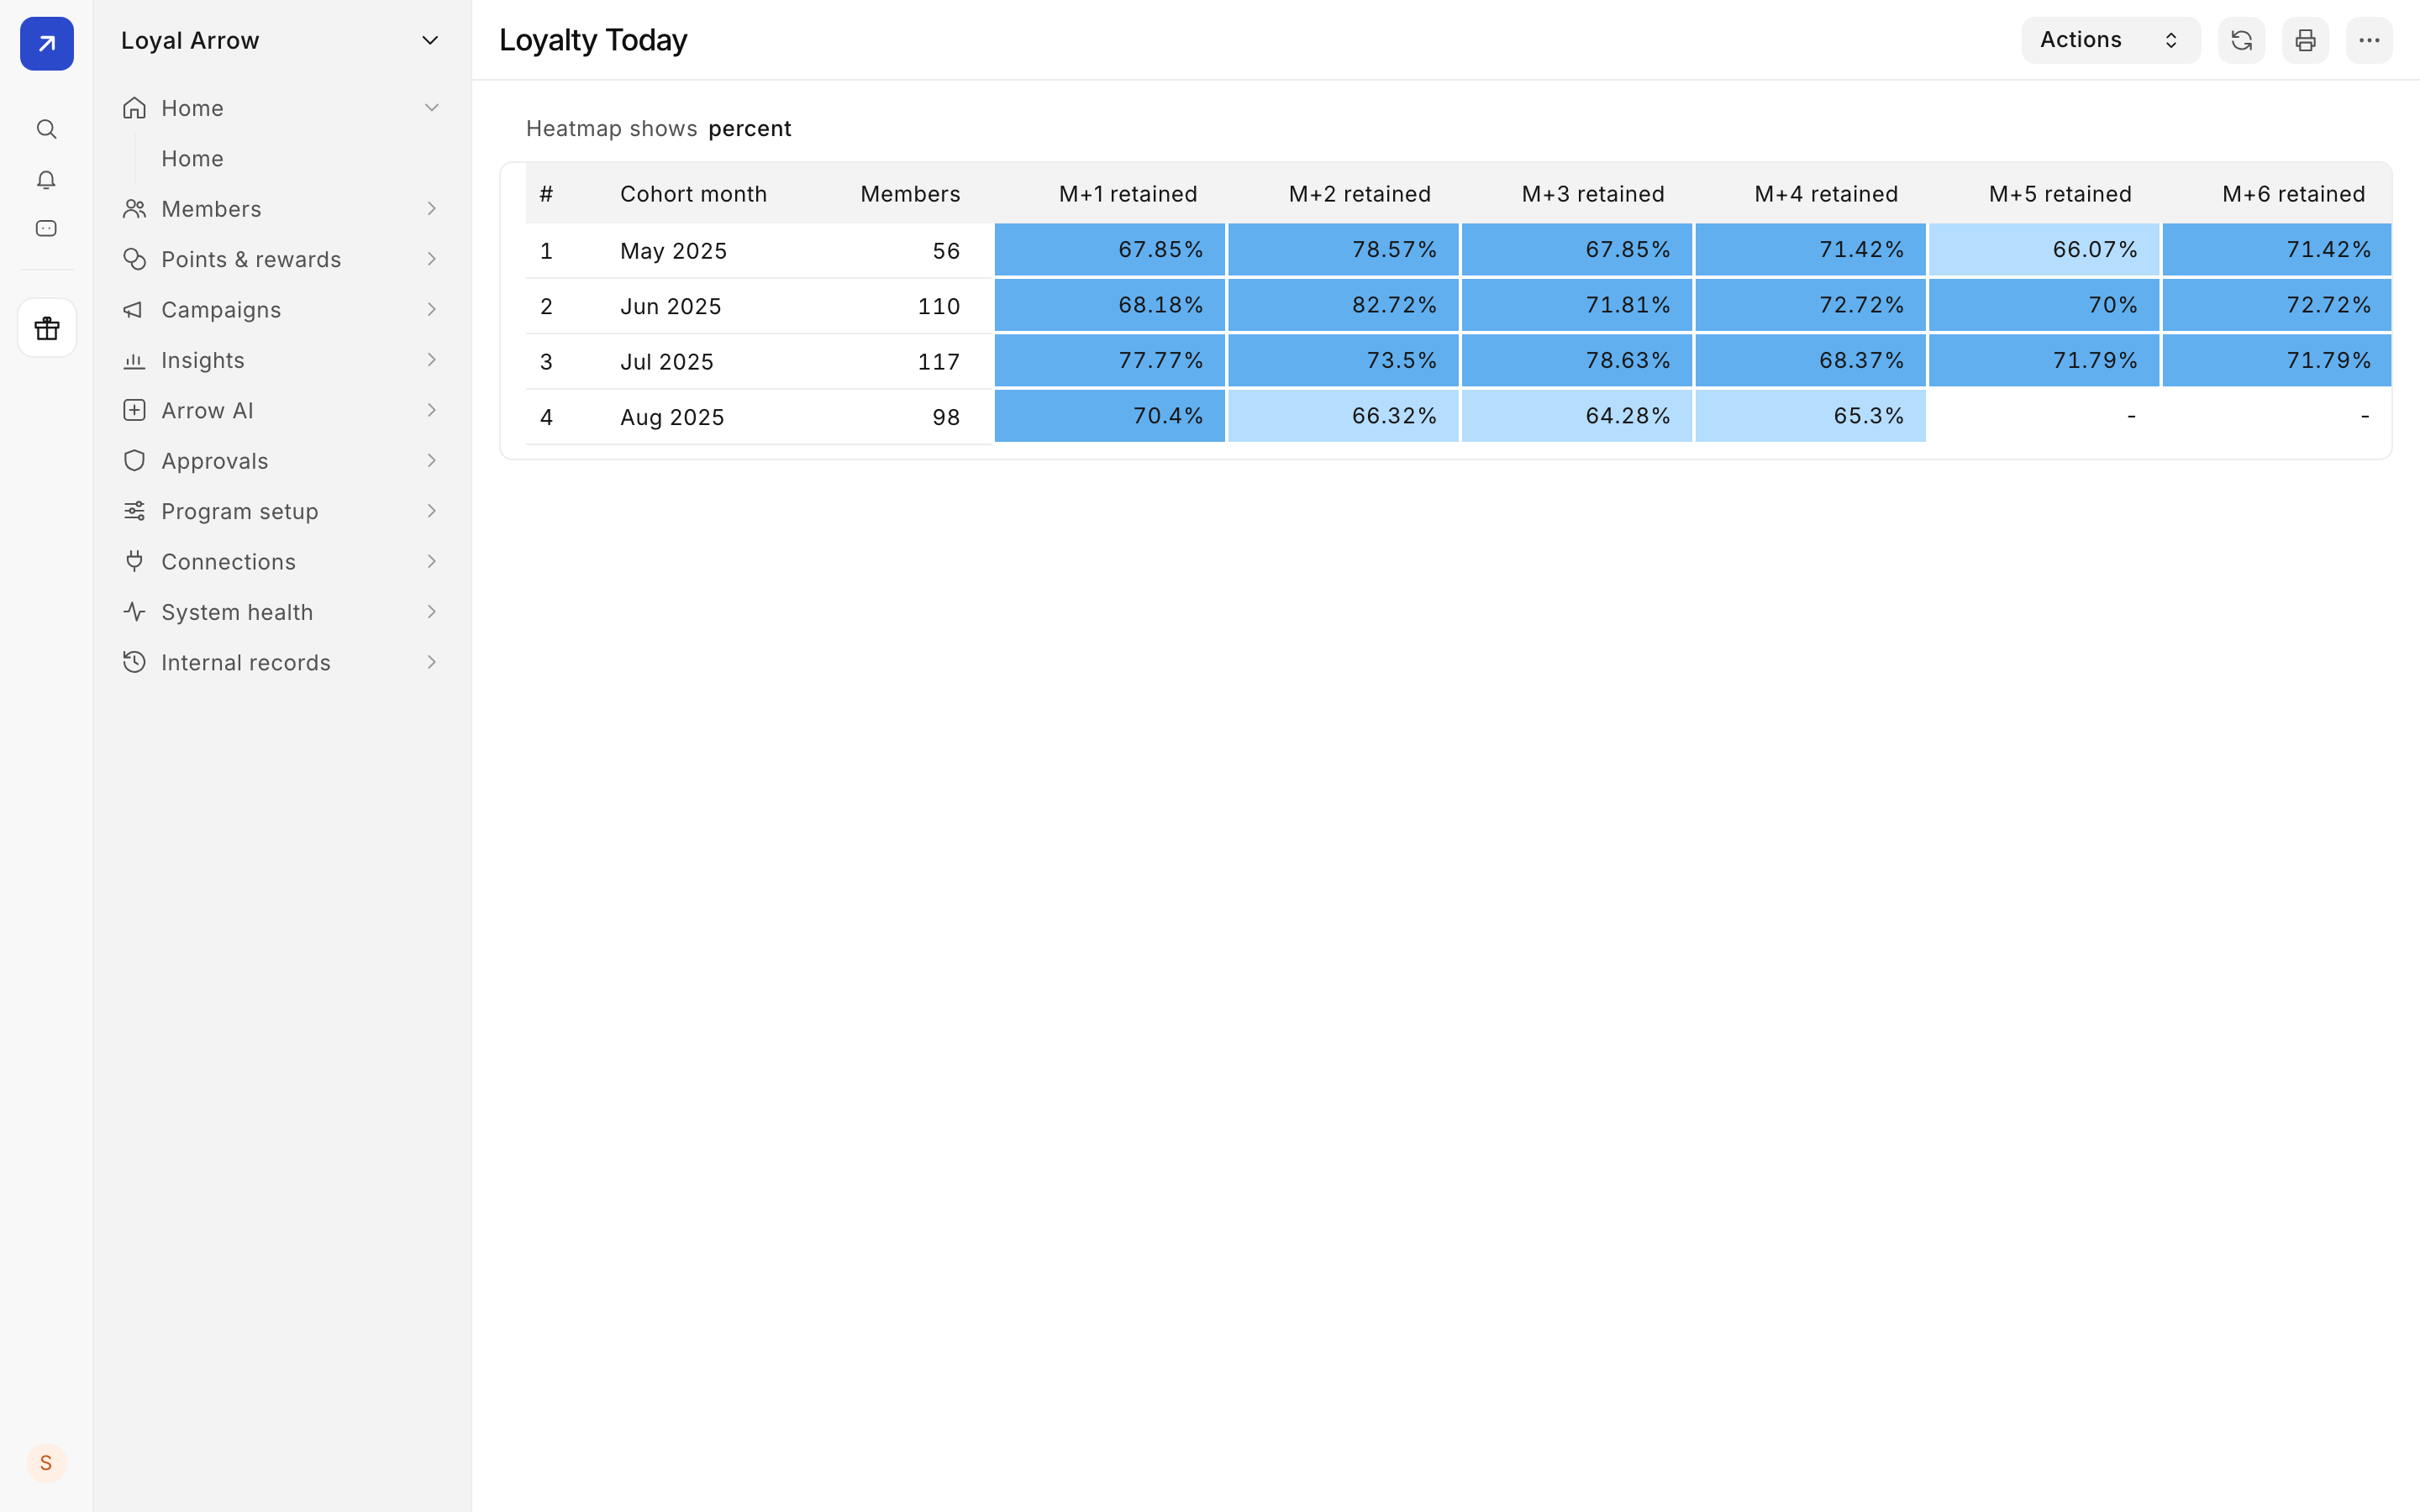 Loyal Arrow
Home
Home
Members
Points & rewards
Campaigns
Insights
Arrow AI
Approvals
Program setup
Connections
System health
Internal records
S
Loyalty Today
Actions
Heatmap shows percent
# Cohort month Members M+1 retained M+2 retained M+3 retained M+4 retained M+5 retained M+6 retained
1 May 2025 56 67.85% 78.57% 67.85% 71.42% 66.07% 71.42%
2 Jun 2025 110 68.18% 82.72% 71.81% 72.72% 70% 72.72%
3 Jul 2025 117 77.77% 73.5% 78.63% 68.37% 71.79% 71.79%
4 Aug 2025 98 70.4% 66.32% 64.28% 65.3% - -